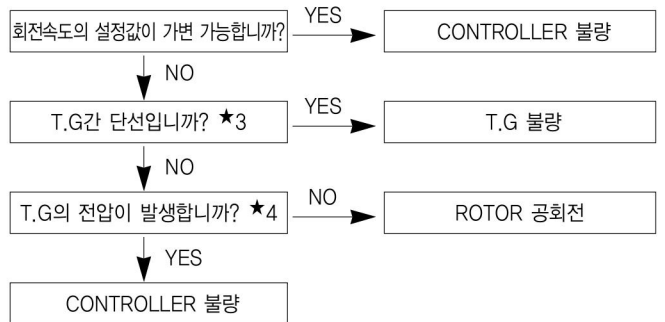 회전속도의 설정값이 가변 가능합니까?
YES
CONTROLLER 불량
NO
T.G간 단선입니까? ★3
YES
T.G 불량
NO
T.G의 전압이 발생합니까? ★4
NO
ROTOR 공회전
YES
CONTROLLER 불량